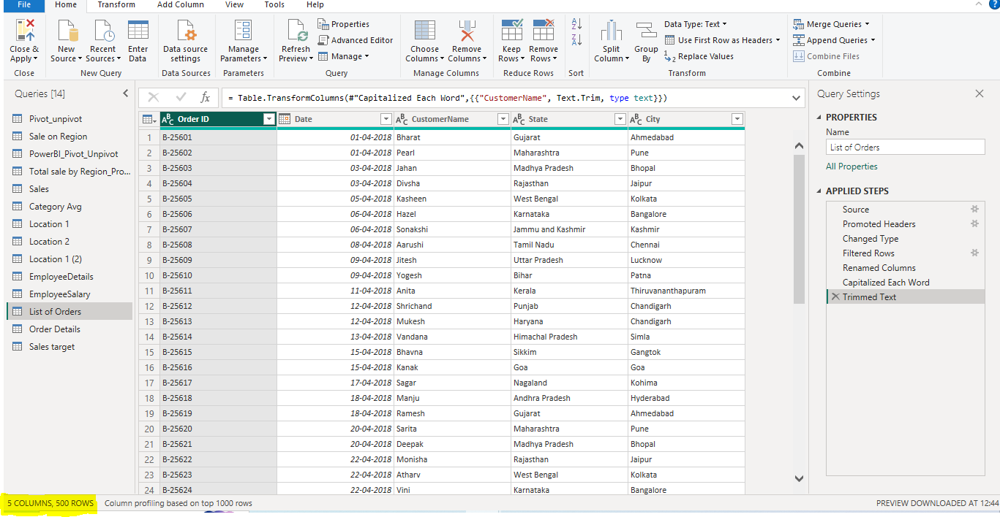 File Home Transform Add Column View Tools Help
Close & Apply
New Source
Recent Sources
Enter Data
Data source settings
Manage Parameters
Refresh Preview
Properties
Advanced Editor
Manage
Choose Columns
Remove Columns
Keep Rows
Remove Rows
Split Column
Group By
Data Type: Text
Use First Row as Headers
Replace Values
Merge Queries
Append Queries
Combine Files
Close New Query Data Sources Parameters Query Manage Columns Reduce Rows Sort Transform Combine
Queries [14]
Pivot_unpivot
Sale on Region
PowerBI_Pivot_Unpivot
Total sale by Region_Pro...
Sales
Category Avg
Location 1
Location 2
Location 1 (2)
EmployeeDetails
EmployeeSalary
List of Orders
Order Details
Sales target
fx = Table.TransformColumns(#"Capitalized Each Word",{{"CustomerName", Text.Trim, type text}})
Order ID Date CustomerName State City
1 B-25601 01-04-2018 Bharat Gujarat Ahmedabad
2 B-25602 01-04-2018 Pearl Maharashtra Pune
3 B-25603 03-04-2018 Jahan Madhya Pradesh Bhopal
4 B-25604 03-04-2018 Divsha Rajasthan Jaipur
5 B-25605 05-04-2018 Kasheen West Bengal Kolkata
6 B-25606 06-04-2018 Hazel Karnataka Bangalore
7 B-25607 06-04-2018 Sonakshi Jammu and Kashmir Kashmir
8 B-25608 08-04-2018 Aarushi Tamil Nadu Chennai
9 B-25609 09-04-2018 Jitesh Uttar Pradesh Lucknow
10 B-25610 09-04-2018 Yogesh Bihar Patna
11 B-25611 11-04-2018 Anita Kerala Thiruvananthapuram
12 B-25612 12-04-2018 Shrichand Punjab Chandigarh
13 B-25613 12-04-2018 Mukesh Haryana Chandigarh
14 B-25614 13-04-2018 Vandana Himachal Pradesh Simla
15 B-25615 15-04-2018 Bhavna Sikkim Gangtok
16 B-25616 15-04-2018 Kanak Goa Goa
17 B-25617 17-04-2018 Sagar Nagaland Kohima
18 B-25618 18-04-2018 Manju Andhra Pradesh Hyderabad
19 B-25619 18-04-2018 Ramesh Gujarat Ahmedabad
20 B-25620 20-04-2018 Sarita Maharashtra Pune
21 B-25621 20-04-2018 Deepak Madhya Pradesh Bhopal
22 B-25622 22-04-2018 Monisha Rajasthan Jaipur
23 B-25623 22-04-2018 Atharv West Bengal Kolkata
24 B-25624 22-04-2018 Vini Karnataka Bangalore
Query Settings
PROPERTIES
Name
List of Orders
All Properties
APPLIED STEPS
Source
Promoted Headers
Changed Type
Filtered Rows
Renamed Columns
Capitalized Each Word
Trimmed Text
5 COLUMNS, 500 ROWS Column profiling based on top 1000 rows PREVIEW DOWNLOADED AT 12:44